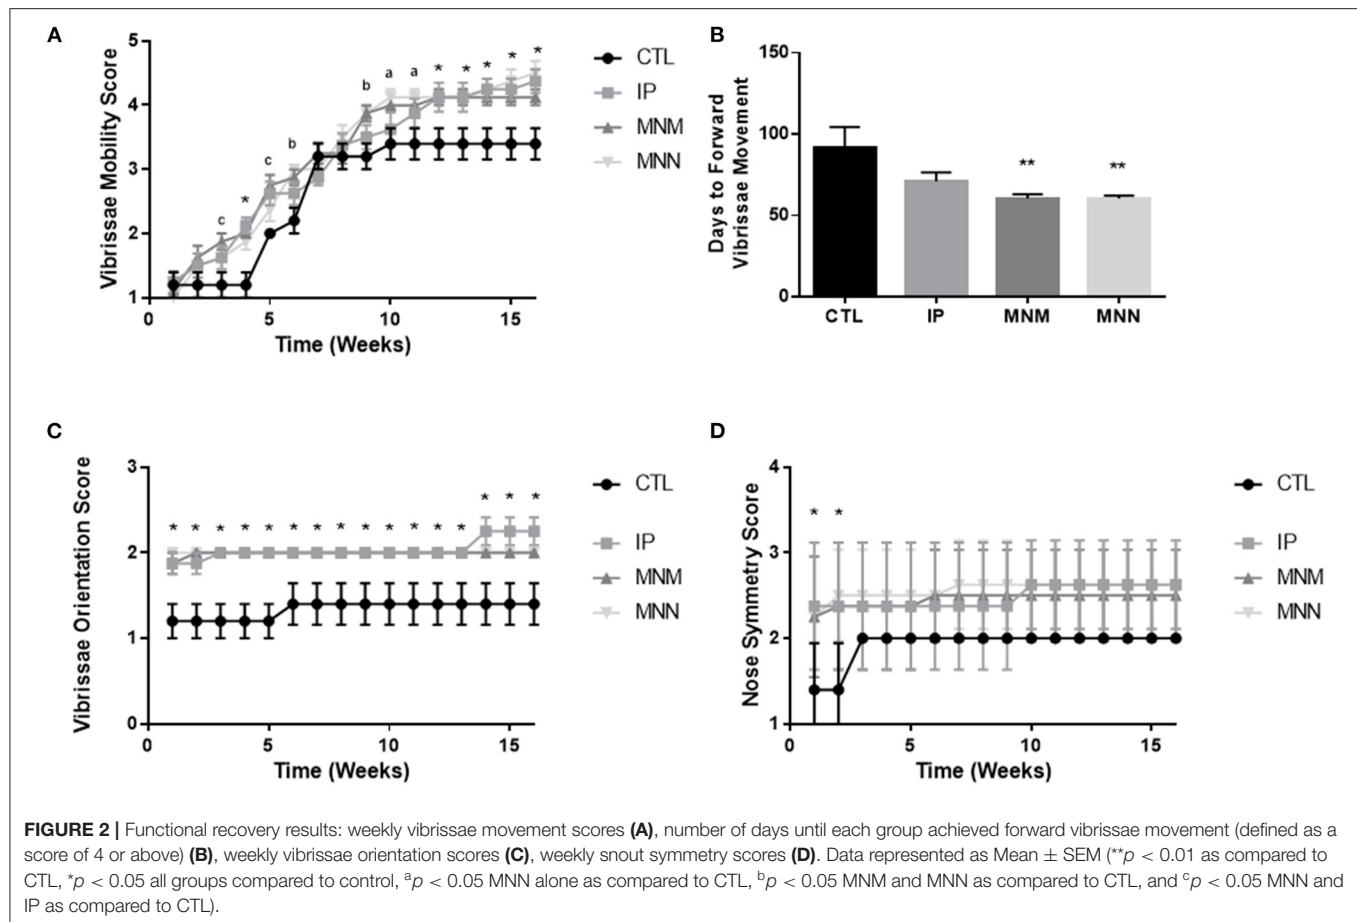 A
Vibrissae Mobility Score
5
4
3
2
1
c
*
c
b
b
a
a
*
*
*
*
*
0
5
10
15
Time (Weeks)
CTL
IP
MNM
MNN
B
Days to Forward
Vibrissae Movement
150
100
50
0
**
**
CTL
IP
MNM
MNN
C
Vibrissae Orientation Score
3
2
1
0
* * * * * * * * * * * * * * * *
0
5
10
15
Time (Weeks)
CTL
IP
MNM
MNN
D
Nose Symmetry Score
4
3
2
1
* *
0
5
10
15
Time (Weeks)
CTL
IP
MNM
MNN
FIGURE 2 | Functional recovery results: weekly vibrissae movement scores (A), number of days until each group achieved forward vibrissae movement (defined as a
score of 4 or above) (B), weekly vibrissae orientation scores (C), weekly snout symmetry scores (D). Data represented as Mean ± SEM (**p < 0.01 as compared to
CTL, *p < 0.05 all groups compared to control, ᵃp < 0.05 MNN alone as compared to CTL, ᵇp < 0.05 MNM and MNN as compared to CTL, and ᶜp < 0.05 MNN and
IP as compared to CTL).